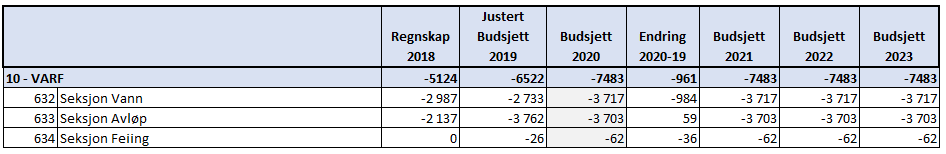 Justert
Regnskap Budsjett Budsjett Endring Budsjett Budsjett Budsjett
2018 2019 2020 2020-19 2021 2022 2023
10 - VARF -5124 -6522 -7483 -961 -7483 -7483 -7483
632 Seksjon Vann -2 987 -2 733 -3 717 -984 -3 717 -3 717 -3 717
633 Seksjon Avløp -2 137 -3 762 -3 703 59 -3 703 -3 703 -3 703
634 Seksjon Feiing 0 -26 -62 -36 -62 -62 -62